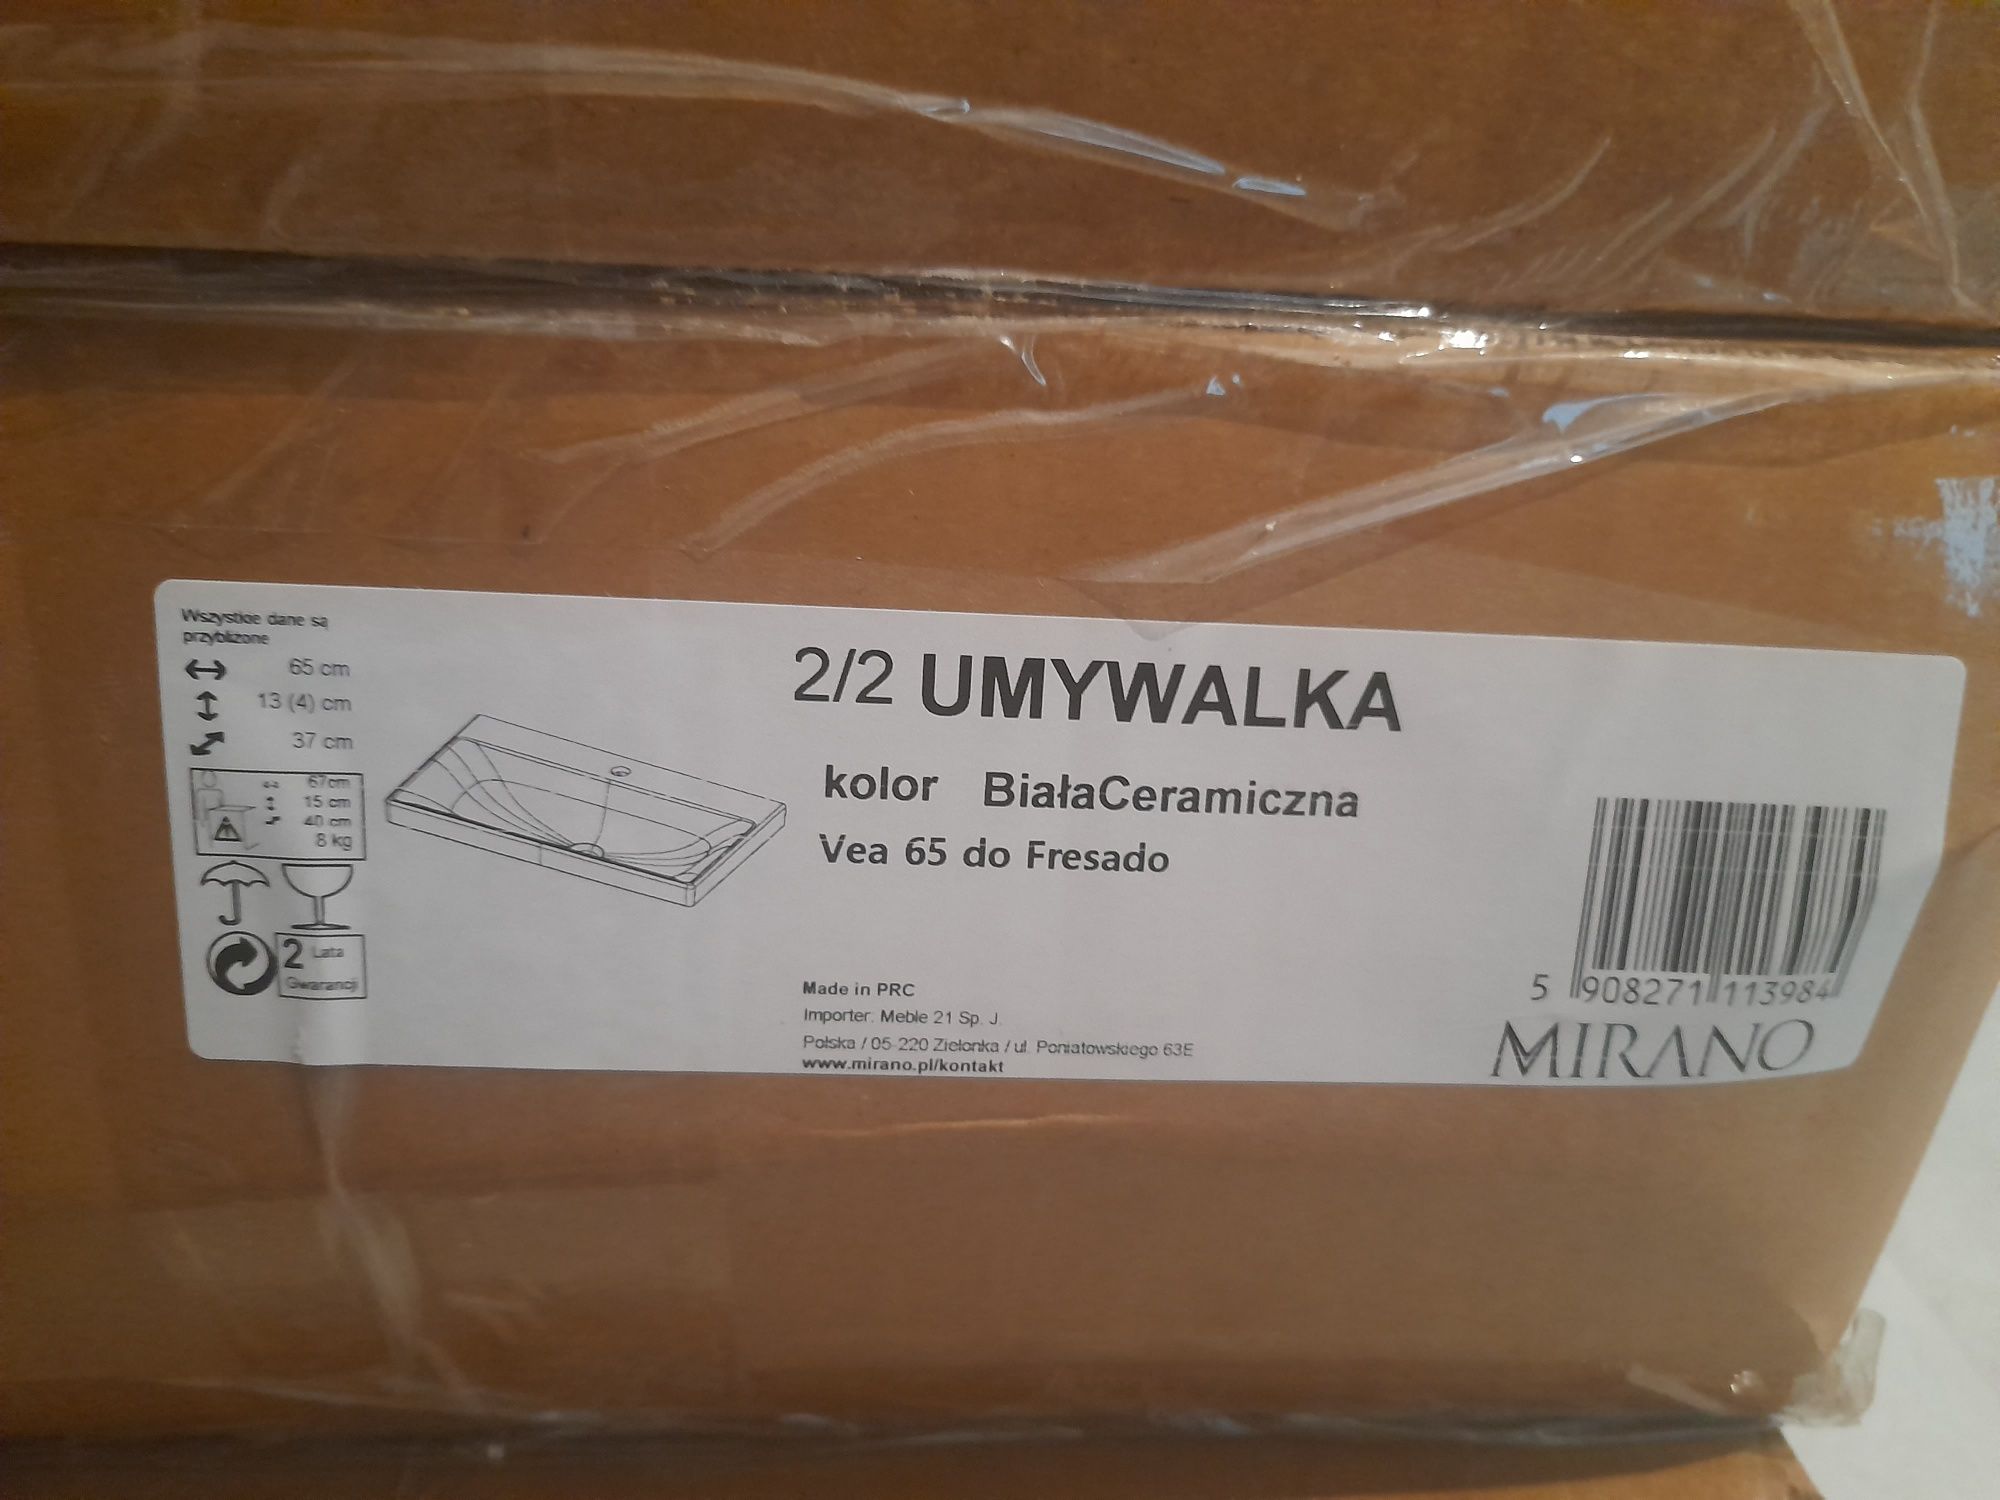 Wszystkie dane są
przybliżone
65 cm
13 (4) cm
37 cm
67cm
15 cm
40 cm
8 kg
2 Lata
Gwarancji
2/2 UMYWALKA
kolor BiałaCeramiczna
Vea 65 do Fresado
Made in PRC
Importer: Meble 21 Sp. J.
Polska / 05-220 Zielonka / ul. Poniatowskiego 63E
www.mirano.pl/kontakt
5 908271 113984
MIRANO